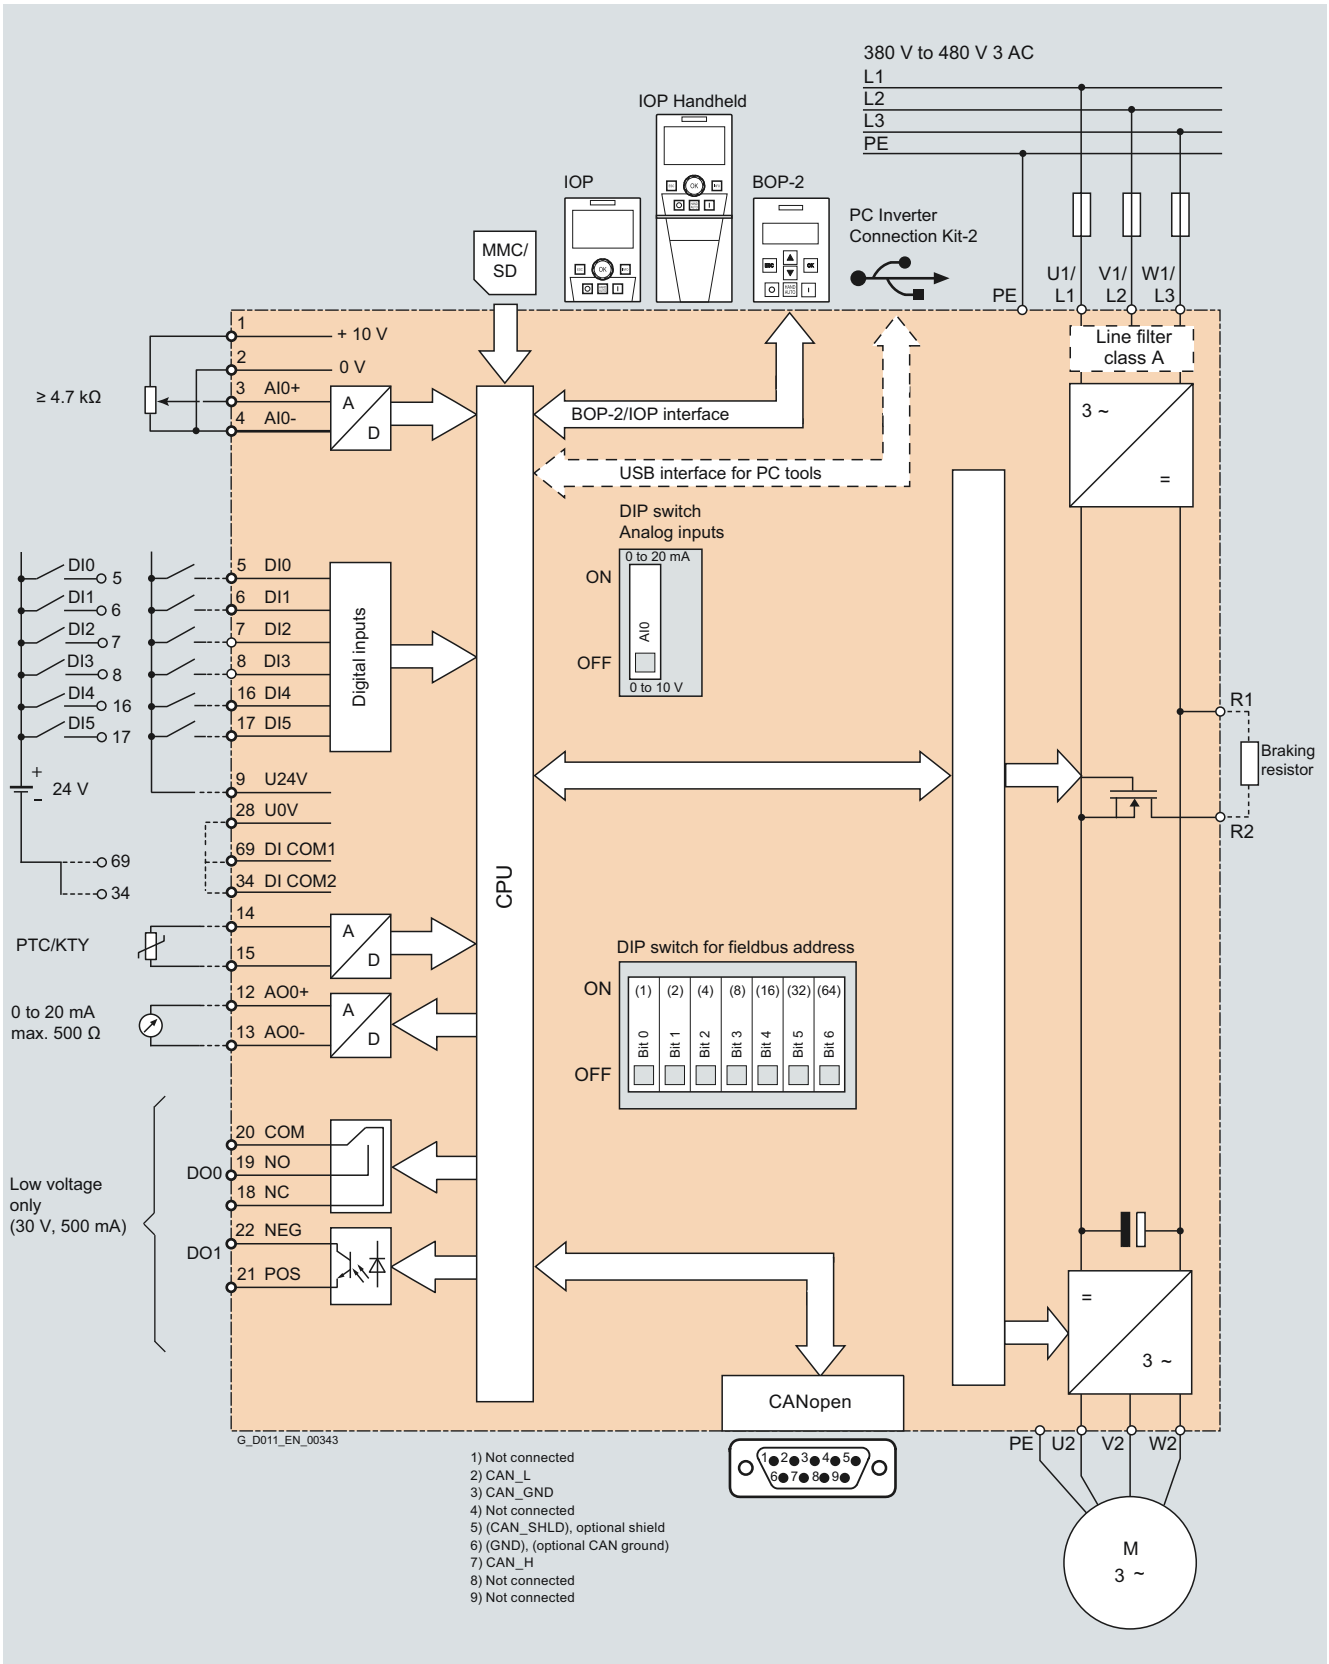 380 V to 480 V 3 AC
L1
L2
L3
PE
IOP Handheld
IOP
BOP-2
OK
OK
ESC
OK
HAND
AUTO
PC Inverter
Connection Kit-2
MMC/
SD
PE
U1/
L1
V1/
L2
W1/
L3
Line filter
class A
3 ~
=
≥ 4.7 kΩ
1
+ 10 V
2
0 V
3 AI0+
4 AI0-
A
D
BOP-2/IOP interface
USB interface for PC tools
DIP switch
Analog inputs
0 to 20 mA
ON
AI0
OFF
0 to 10 V
DI0
5
DI1
6
DI2
7
DI3
8
DI4
16
DI5
17
+
24 V
-
69
34
5 DI0
6 DI1
7 DI2
8 DI3
16 DI4
17 DI5
Digital inputs
9 U24V
28 U0V
69 DI COM1
34 DI COM2
CPU
R1
Braking
resistor
R2
PTC/KTY
14
15
A
D
0 to 20 mA
max. 500 Ω
12 AO0+
13 AO0-
A
D
DIP switch for fieldbus address
ON
(1) (2) (4) (8) (16) (32) (64)
Bit 0 Bit 1 Bit 2 Bit 3 Bit 4 Bit 5 Bit 6
OFF
Low voltage
only
(30 V, 500 mA)
DO0
20 COM
19 NO
18 NC
DO1
22 NEG
21 POS
=
3 ~
CANopen
G_D011_EN_00343
PE U2 V2 W2
1 2 3 4 5
6 7 8 9
1) Not connected
2) CAN_L
3) CAN_GND
4) Not connected
5) (CAN_SHLD), optional shield
6) (GND), (optional CAN ground)
7) CAN_H
8) Not connected
9) Not connected
M
3 ~